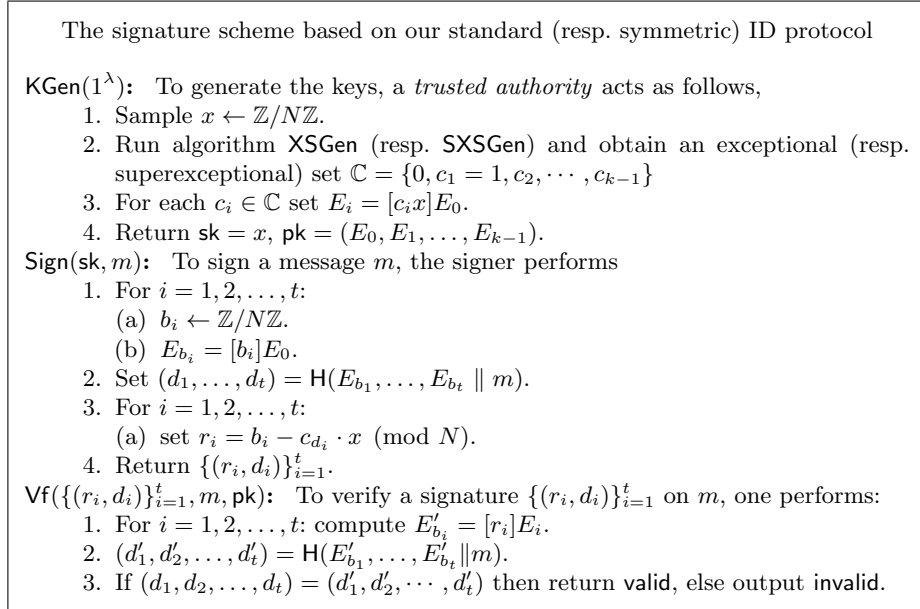 The signature scheme based on our standard (resp. symmetric) ID protocol
KGen(1^λ): To generate the keys, a trusted authority acts as follows,
1. Sample x ← ℤ/Nℤ.
2. Run algorithm XSGen (resp. SXSGen) and obtain an exceptional (resp.
superexceptional) set ℂ = {0, c_1 = 1, c_2, ⋯ , c_{k−1}}
3. For each c_i ∈ ℂ set E_i = [c_i x]E_0.
4. Return sk = x, pk = (E_0, E_1, . . . , E_{k−1}).
Sign(sk, m): To sign a message m, the signer performs
1. For i = 1, 2, . . . , t:
(a) b_i ← ℤ/Nℤ.
(b) E_{b_i} = [b_i]E_0.
2. Set (d_1, . . . , d_t) = H(E_{b_1}, . . . , E_{b_t} ∥ m).
3. For i = 1, 2, . . . , t:
(a) set r_i = b_i − c_{d_i} · x (mod N).
4. Return {(r_i, d_i)}_{i=1}^t.
Vf({(r_i, d_i)}_{i=1}^t, m, pk): To verify a signature {(r_i, d_i)}_{i=1}^t on m, one performs:
1. For i = 1, 2, . . . , t: compute E′_{b_i} = [r_i]E_i.
2. (d′_1, d′_2, . . . , d′_t) = H(E′_{b_1}, . . . , E′_{b_t}∥m).
3. If (d_1, d_2, . . . , d_t) = (d′_1, d′_2, ⋯ , d′_t) then return valid, else output invalid.